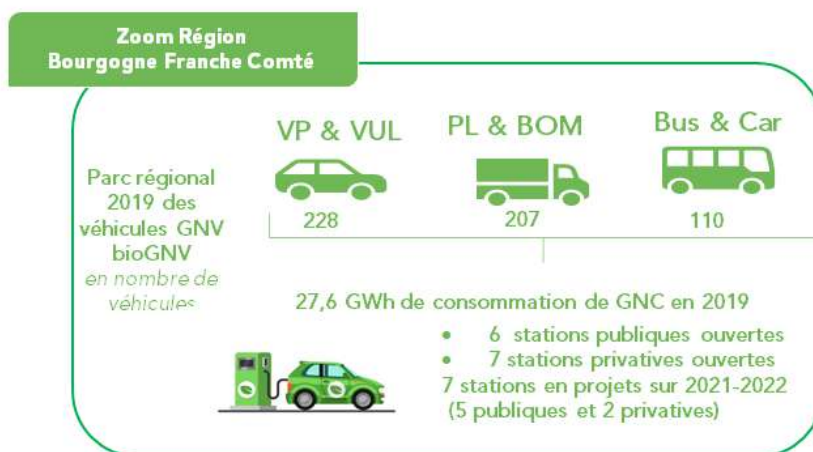 Zoom Région
Bourgogne Franche Comté
VP & VUL
PL & BOM
Bus & Car
Parc régional
2019 des
véhicules GNV
bioGNV
en nombre de
véhicules
228
207
110
27,6 GWh de consommation de GNC en 2019
• 6 stations publiques ouvertes
• 7 stations privatives ouvertes
7 stations en projets sur 2021-2022
(5 publiques et 2 privatives)